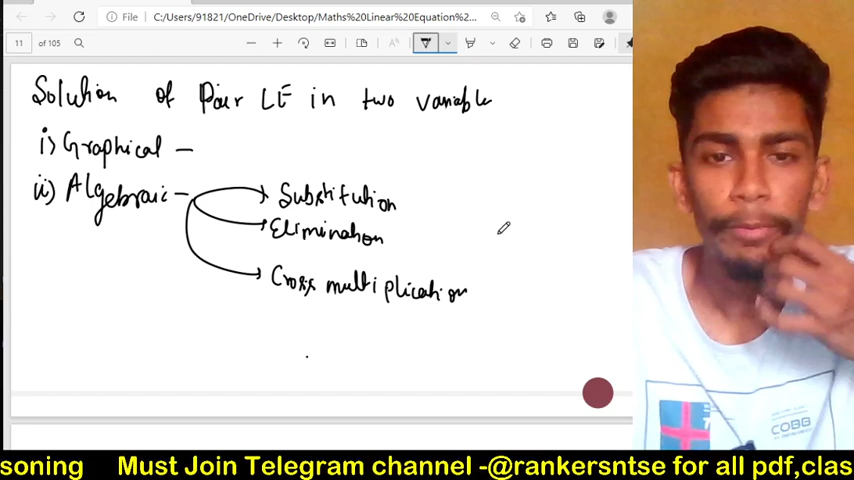 File
C:/Users/91821/OneDrive/Desktop/Maths%20Linear%20Equation%2...
11 of 105
Solution of Pair LE in two variable
i) Graphical –
ii) Algebraic – Substitution
Elimination
Cross multiplication
COBB
soning Must Join Telegram channel -@rankersntse for all pdf,clas